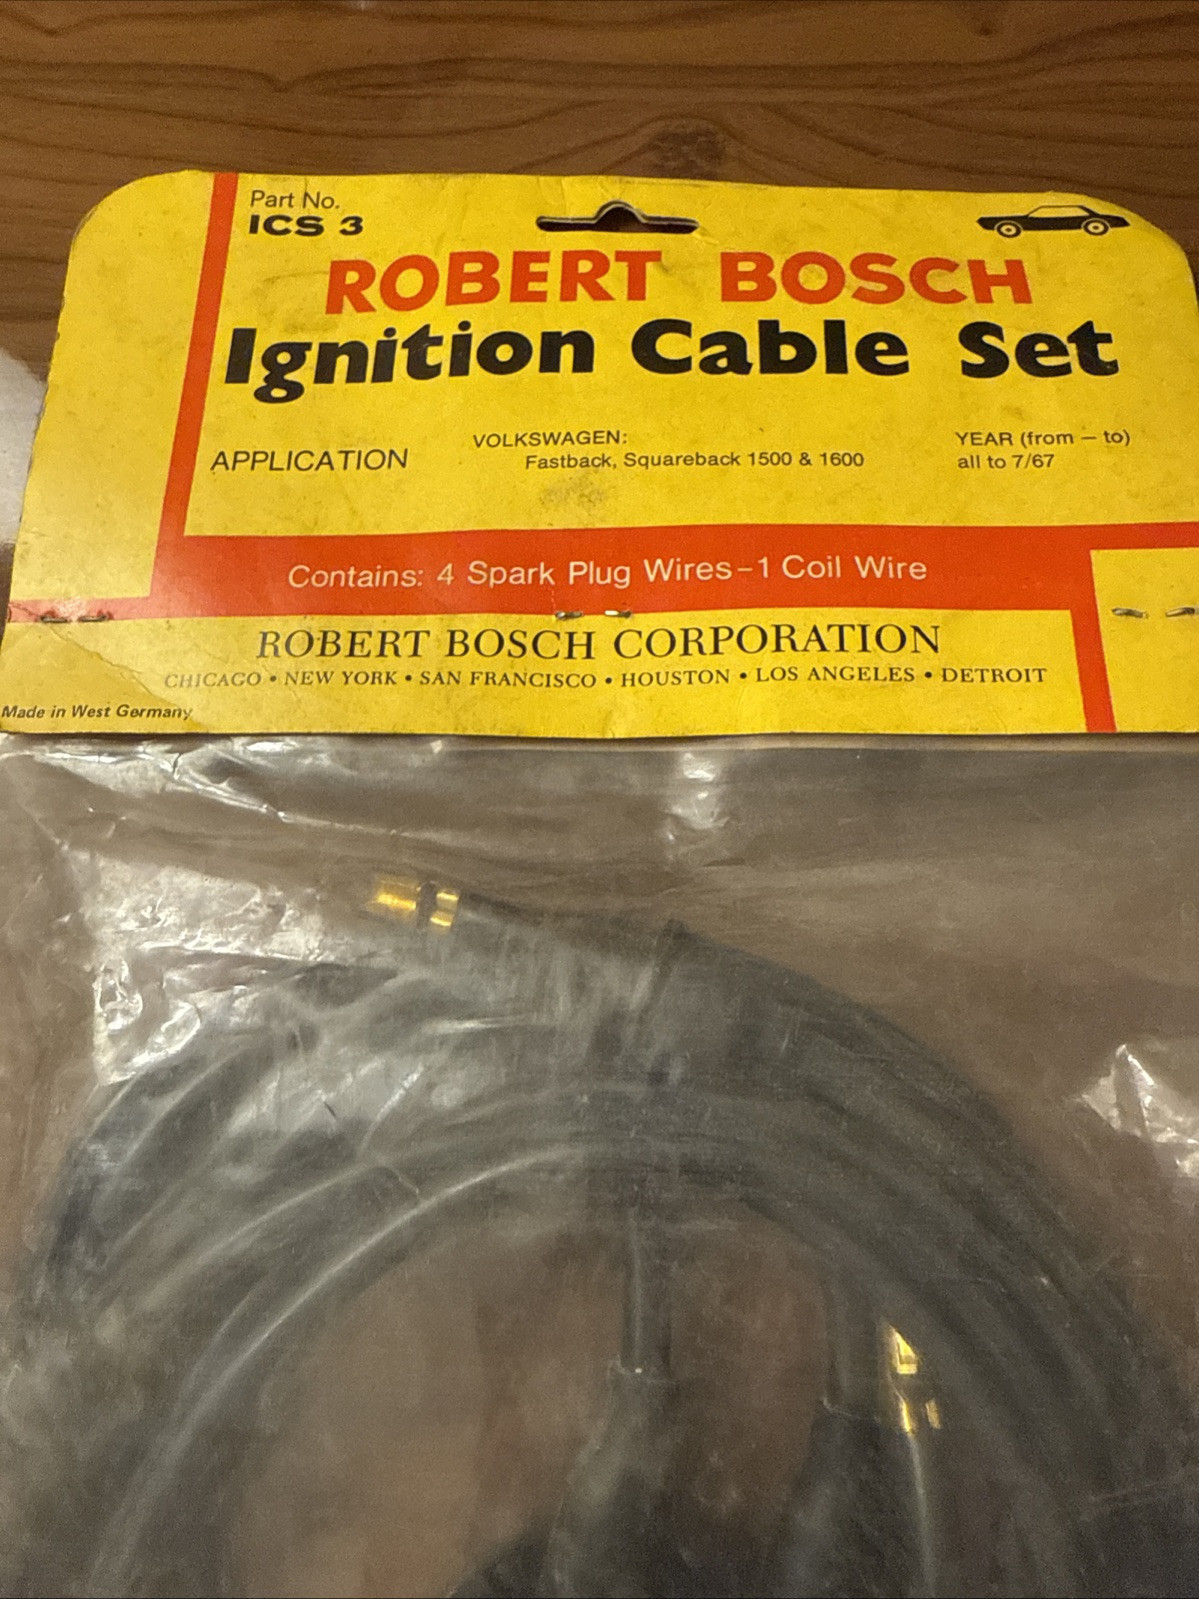 Part No.
ICS 3
ROBERT BOSCH
Ignition Cable Set
APPLICATION
VOLKSWAGEN:
Fastback, Squareback 1500 & 1600
YEAR (from — to)
all to 7/67
Contains: 4 Spark Plug Wires–1 Coil Wire
ROBERT BOSCH CORPORATION
CHICAGO • NEW YORK • SAN FRANCISCO • HOUSTON • LOS ANGELES • DETROIT
Made in West Germany